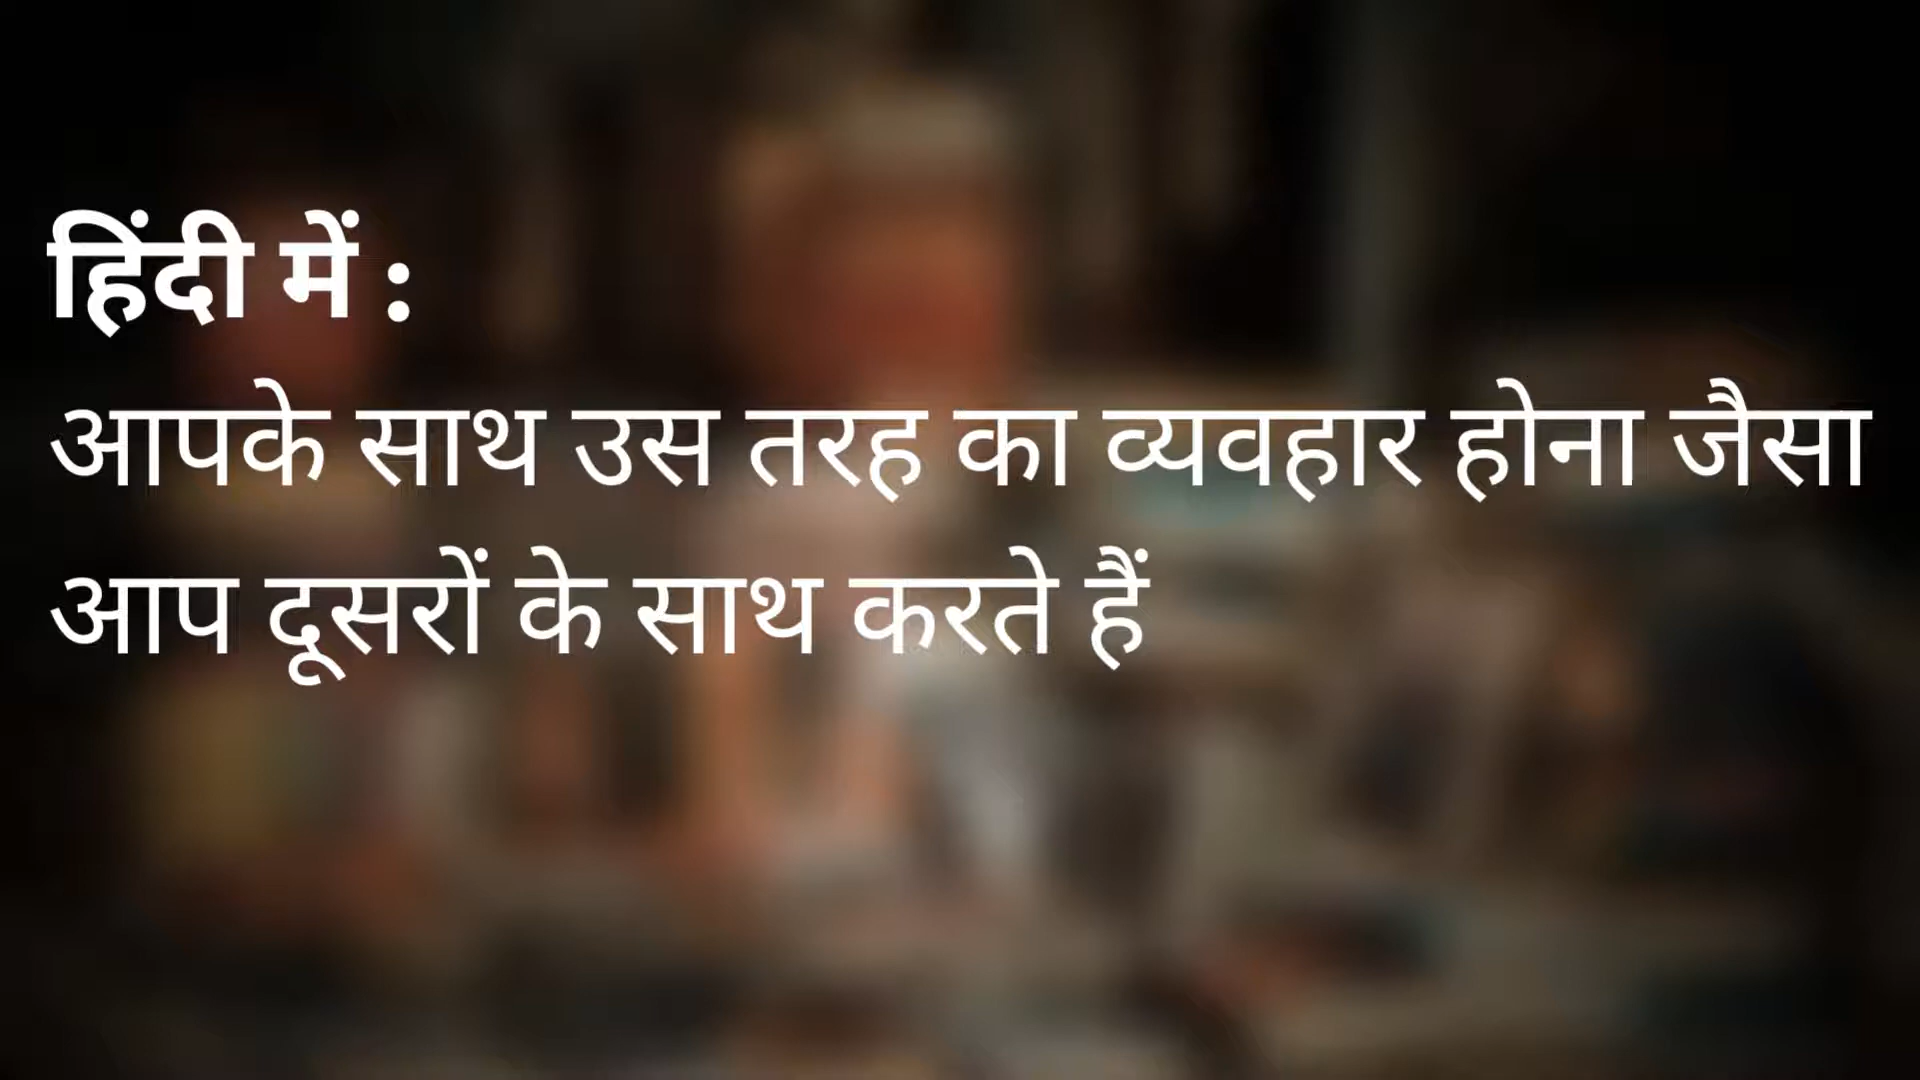 हिंदी में :
आपके साथ उस तरह का व्यवहार होना जैसा
आप दूसरों के साथ करते हैं